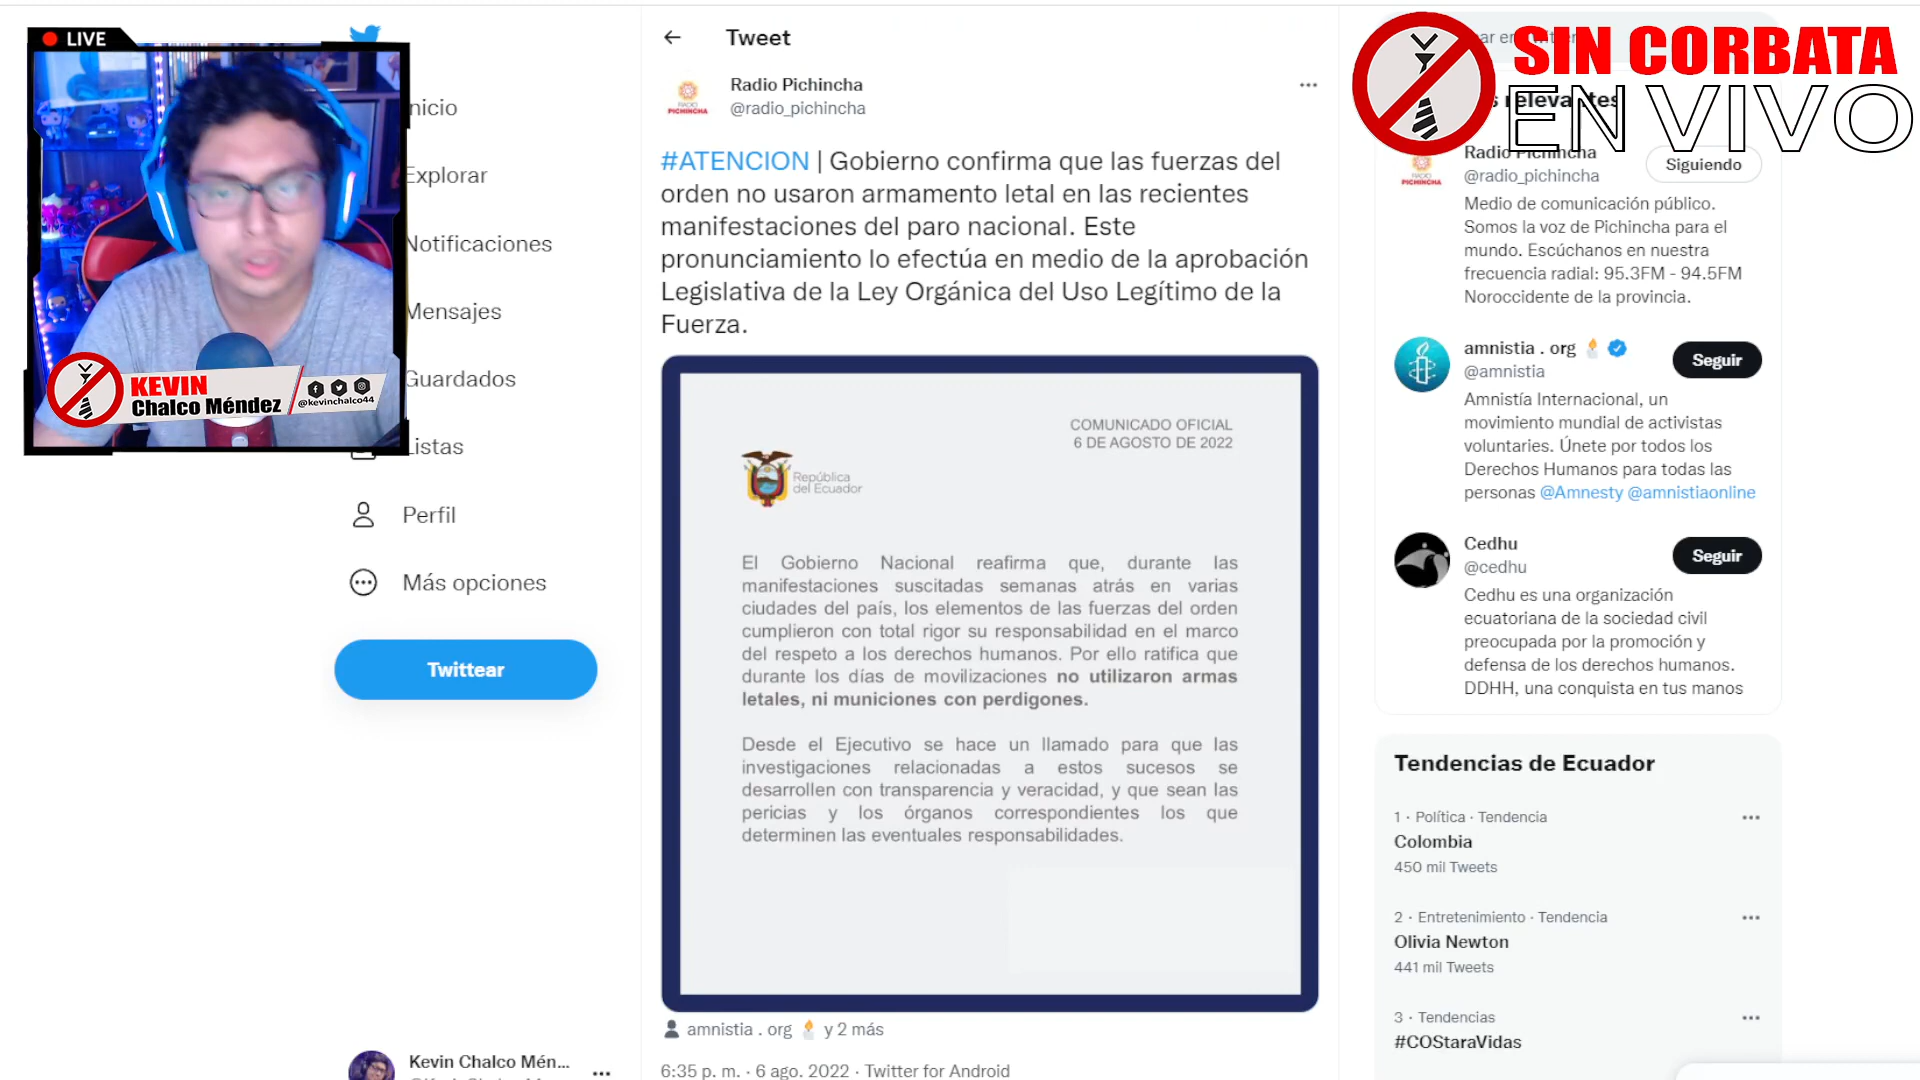 LIVE
KEVIN
Chalco Méndez
@kevinchalco44
Explorar
Notificaciones
Mensajes
Guardados
Listas
Perfil
Más opciones
Twittear
Kevin Chalco Mén...
Tweet
Radio Pichincha
@radio_pichincha
RADIO
PICHINCHA
#ATENCION | Gobierno confirma que las fuerzas del
orden no usaron armamento letal en las recientes
manifestaciones del paro nacional. Este
pronunciamiento lo efectúa en medio de la aprobación
Legislativa de la Ley Orgánica del Uso Legítimo de la
Fuerza.
COMUNICADO OFICIAL
6 DE AGOSTO DE 2022
República
del Ecuador
El Gobierno Nacional reafirma que, durante las
manifestaciones suscitadas semanas atrás en varias
ciudades del país, los elementos de las fuerzas del orden
cumplieron con total rigor su responsabilidad en el marco
del respeto a los derechos humanos. Por ello ratifica que
durante los días de movilizaciones no utilizaron armas
letales, ni municiones con perdigones.
Desde el Ejecutivo se hace un llamado para que las
investigaciones relacionadas a estos sucesos se
desarrollen con transparencia y veracidad, y que sean las
pericias y los órganos correspondientes los que
determinen las eventuales responsabilidades.
amnistia . org y 2 más
6:35 p. m. · 6 ago. 2022 · Twitter for Android
SIN CORBATA
EN VIVO
relevantes
Radio Pichincha
@radio_pichincha
Siguiendo
RADIO
PICHINCHA
Medio de comunicación público.
Somos la voz de Pichincha para el
mundo. Escúchanos en nuestra
frecuencia radial: 95.3FM - 94.5FM
Noroccidente de la provincia.
amnistia . org
@amnistia
Seguir
Amnistía Internacional, un
movimiento mundial de activistas
voluntaries. Únete por todos los
Derechos Humanos para todas las
personas @Amnesty @amnistiaonline
Cedhu
@cedhu
Seguir
Cedhu es una organización
ecuatoriana de la sociedad civil
preocupada por la promoción y
defensa de los derechos humanos.
DDHH, una conquista en tus manos
Tendencias de Ecuador
1 · Política · Tendencia
Colombia
450 mil Tweets
2 · Entretenimiento · Tendencia
Olivia Newton
441 mil Tweets
3 · Tendencias
#COStaraVidas